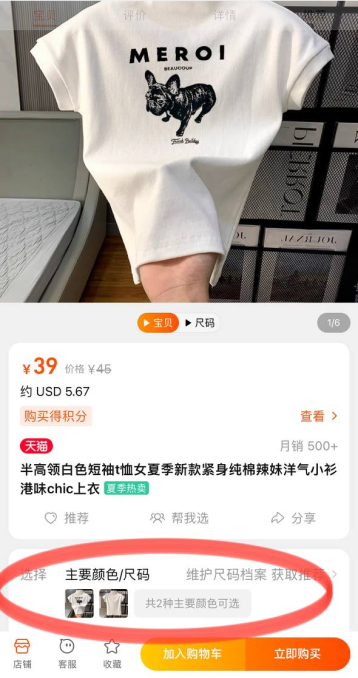 宝贝 评价 详情
MEROI
BEAUCOUP
French Bulldog
JOURNAL
宝贝 尺码 1/6
¥39 价格 ¥45
约 USD 5.67
购买得积分 查看 >
天猫 月销 500+
半高领白色短袖t恤女夏季新款紧身纯棉辣妹洋气小衫
港味chic上衣 夏季热卖
推荐 帮我选 分享
选择 主要颜色/尺码 维护尺码档案 获取推荐 >
共2种主要颜色可选
店铺 客服 收藏 加入购物车 立即购买